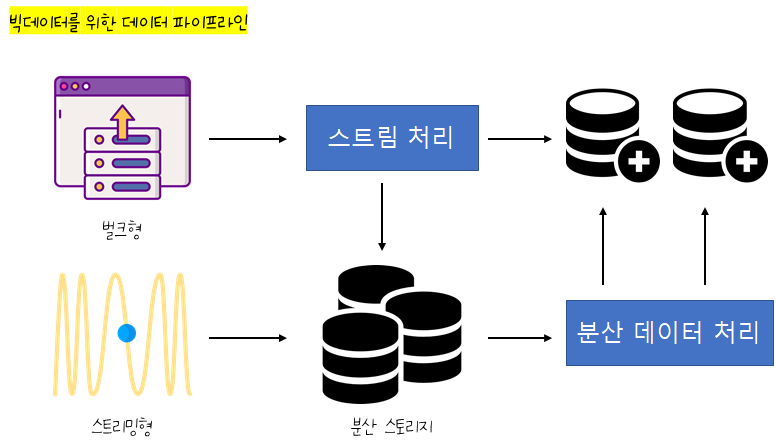 빅데이터를 위한 데이터 파이프라인
스트림 처리
벌크형
분산 데이터 처리
스트리밍형
분산 스토리지